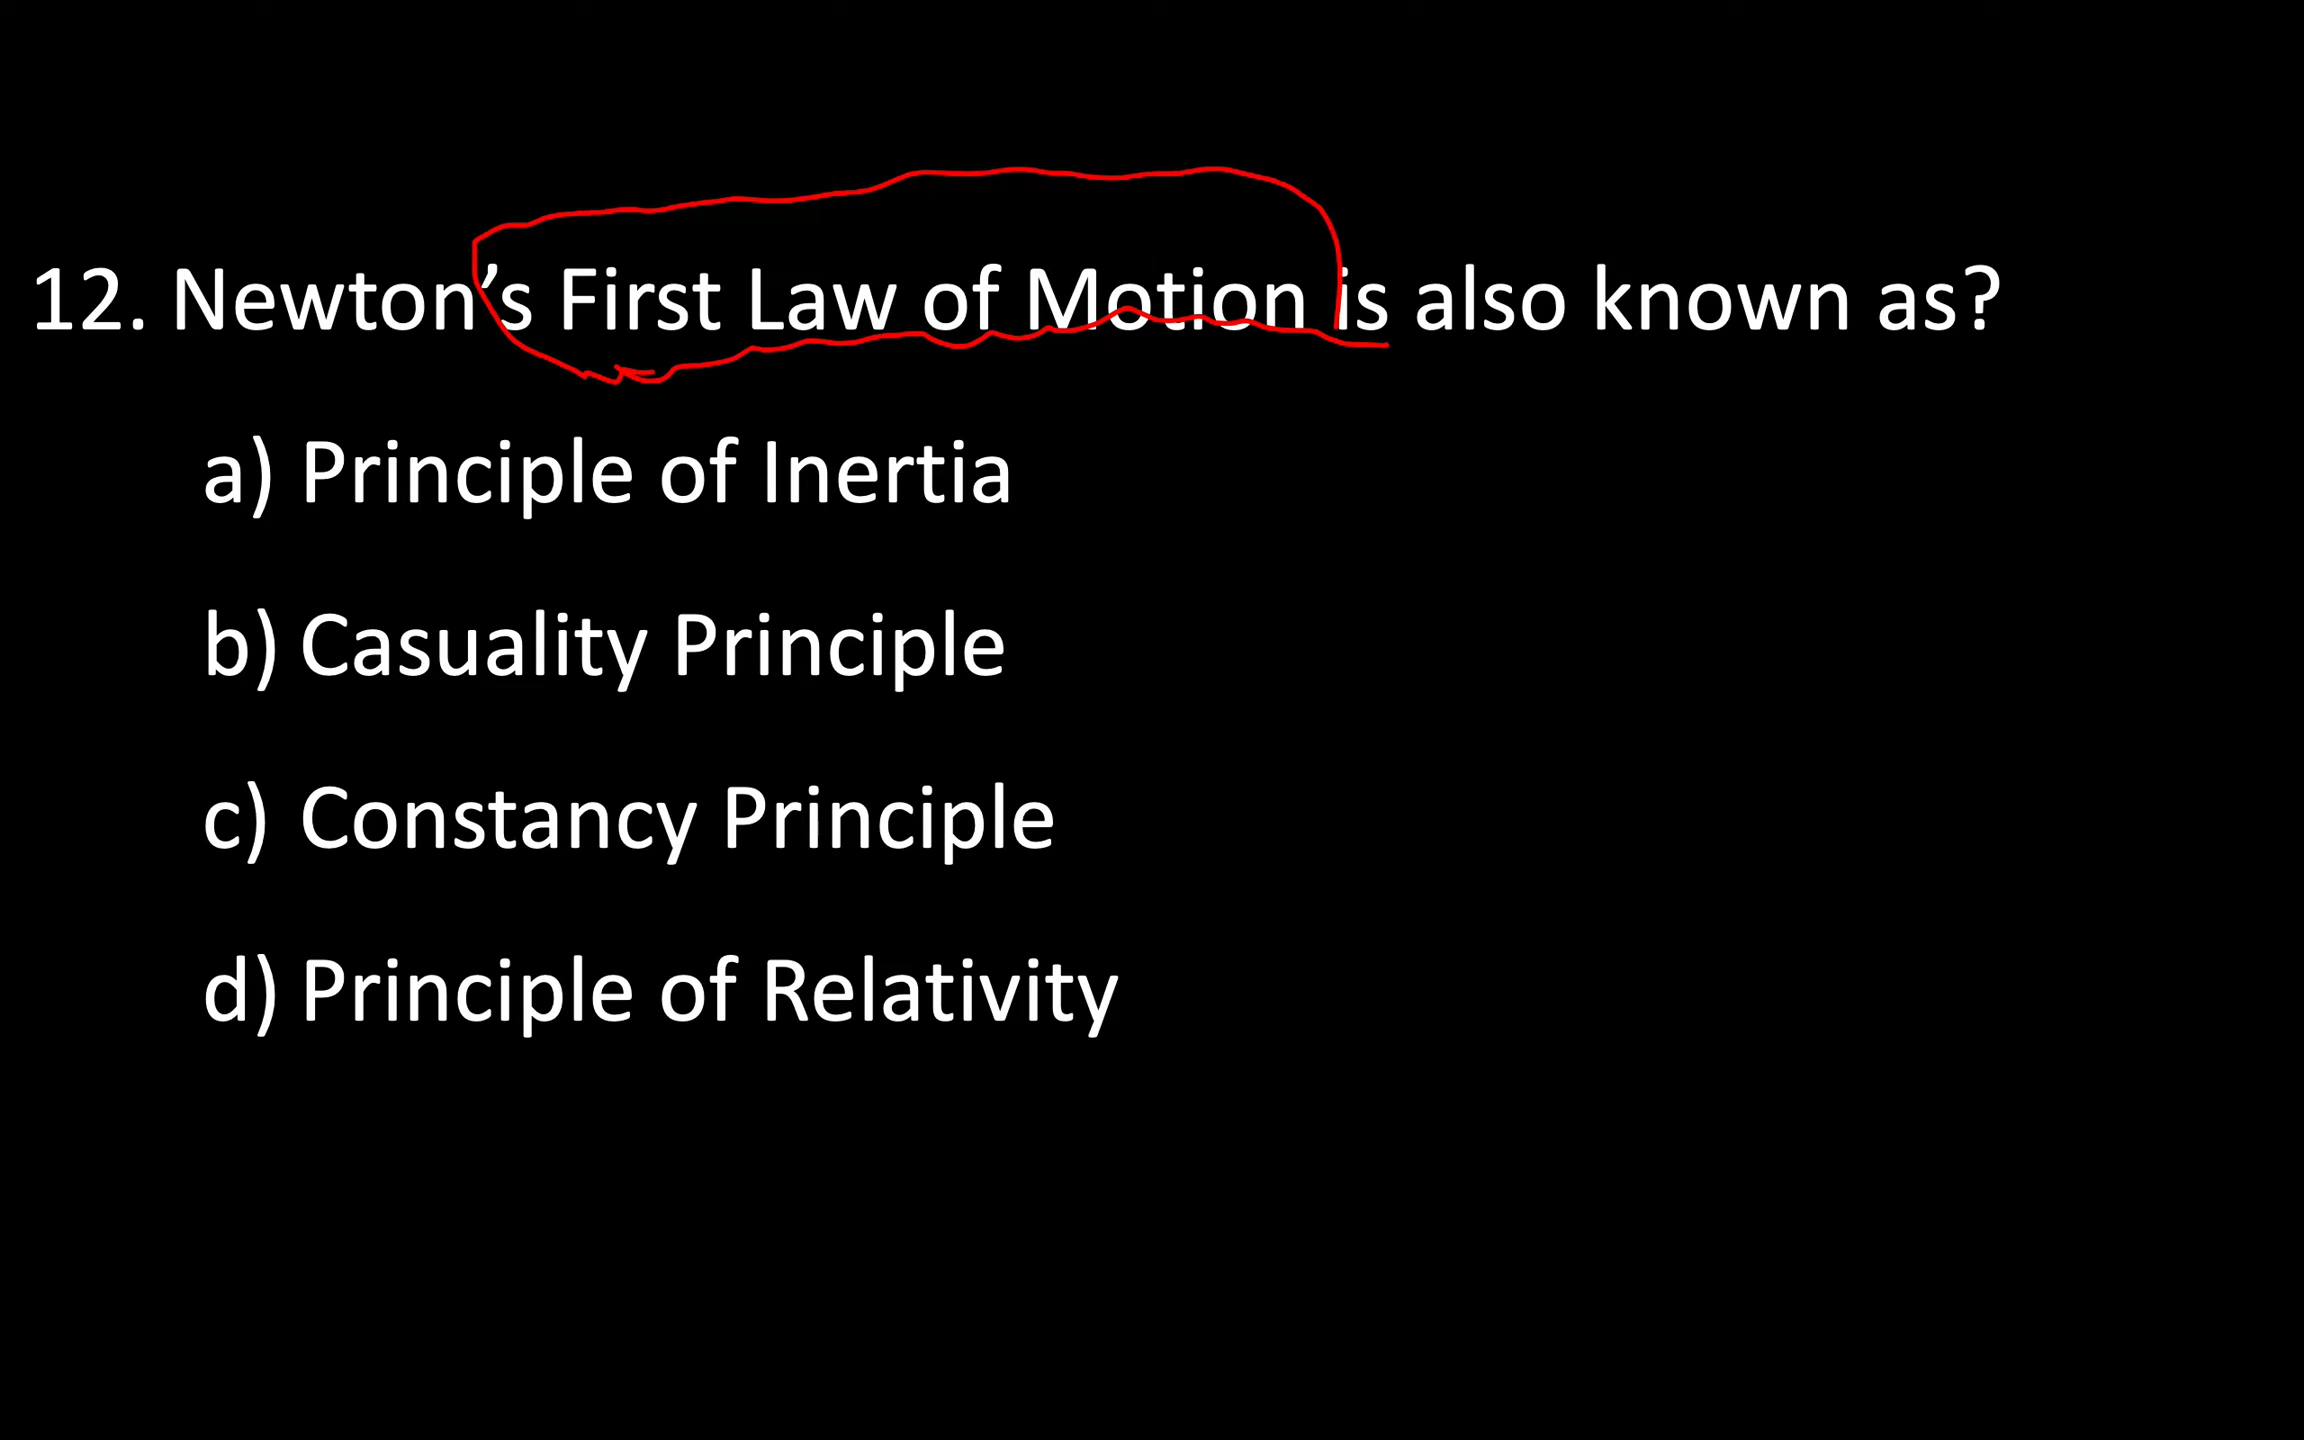 12. Newton’s First Law of Motion is also known as?
a) Principle of Inertia
b) Casuality Principle
c) Constancy Principle
d) Principle of Relativity